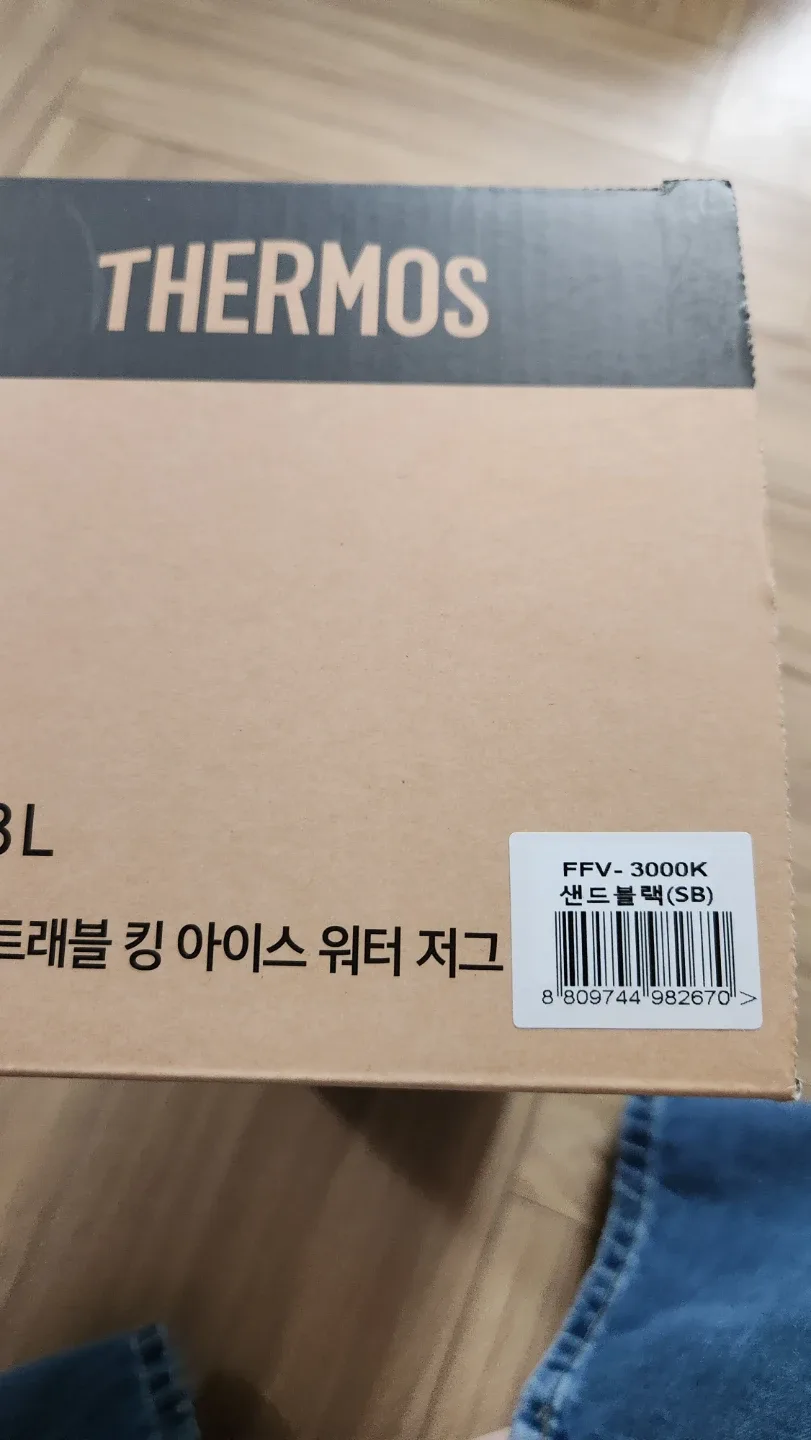 THERMOS
3L
트래블 킹 아이스 워터 저그
FFV- 3000K
샌드블랙(SB)
8 809744 982670 >